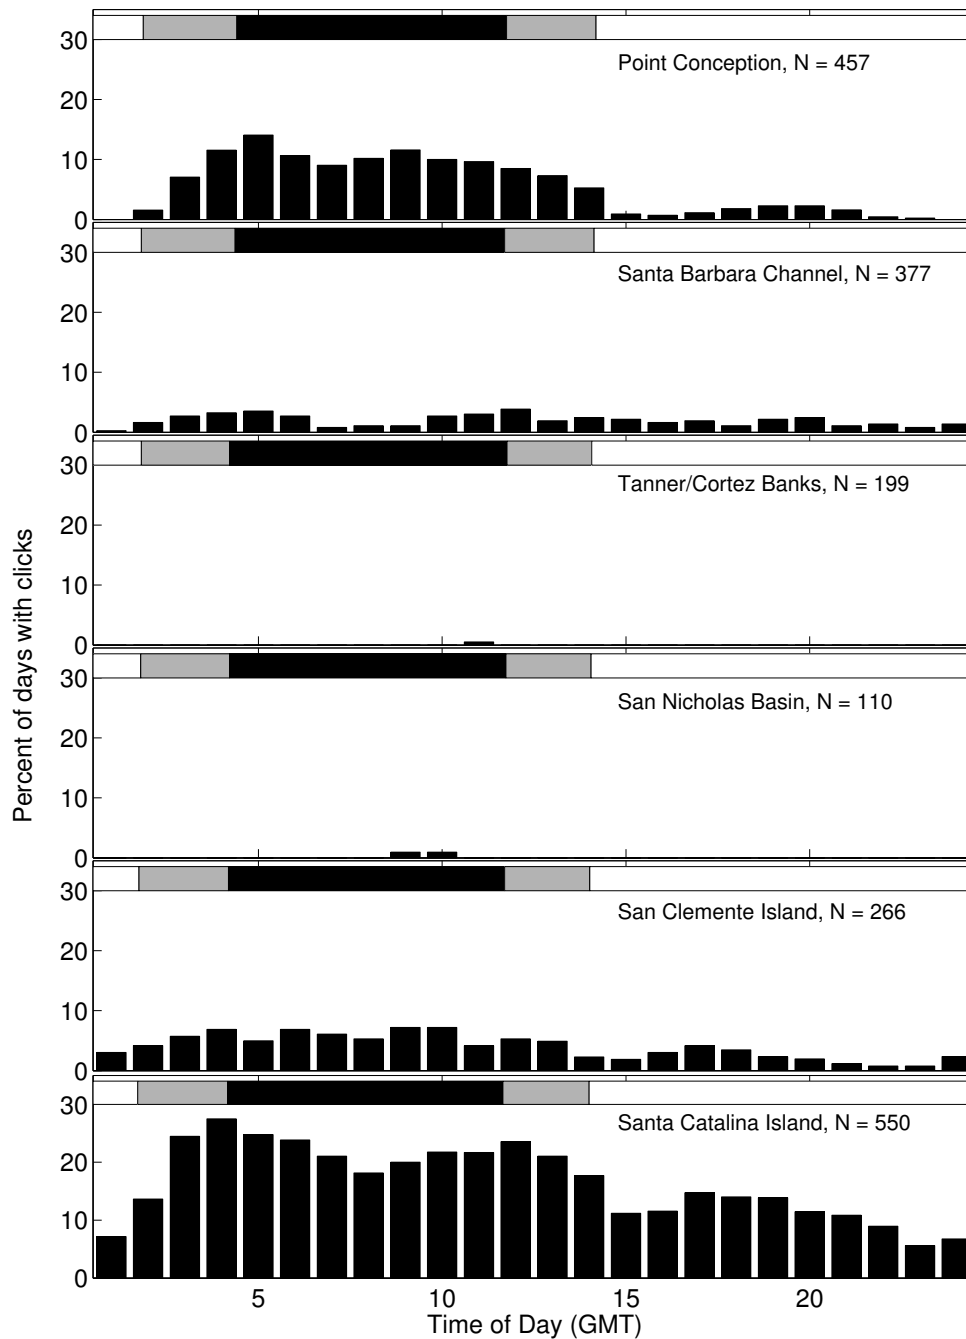 30
Point Conception, N = 457
20
10
0
30
Santa Barbara Channel, N = 377
20
10
0
30
Tanner/Cortez Banks, N = 199
20
10
0
30
San Nicholas Basin, N = 110
20
10
0
30
San Clemente Island, N = 266
20
10
0
30
Santa Catalina Island, N = 550
20
10
0
5 10 15 20
Time of Day (GMT)
Percent of days with clicks